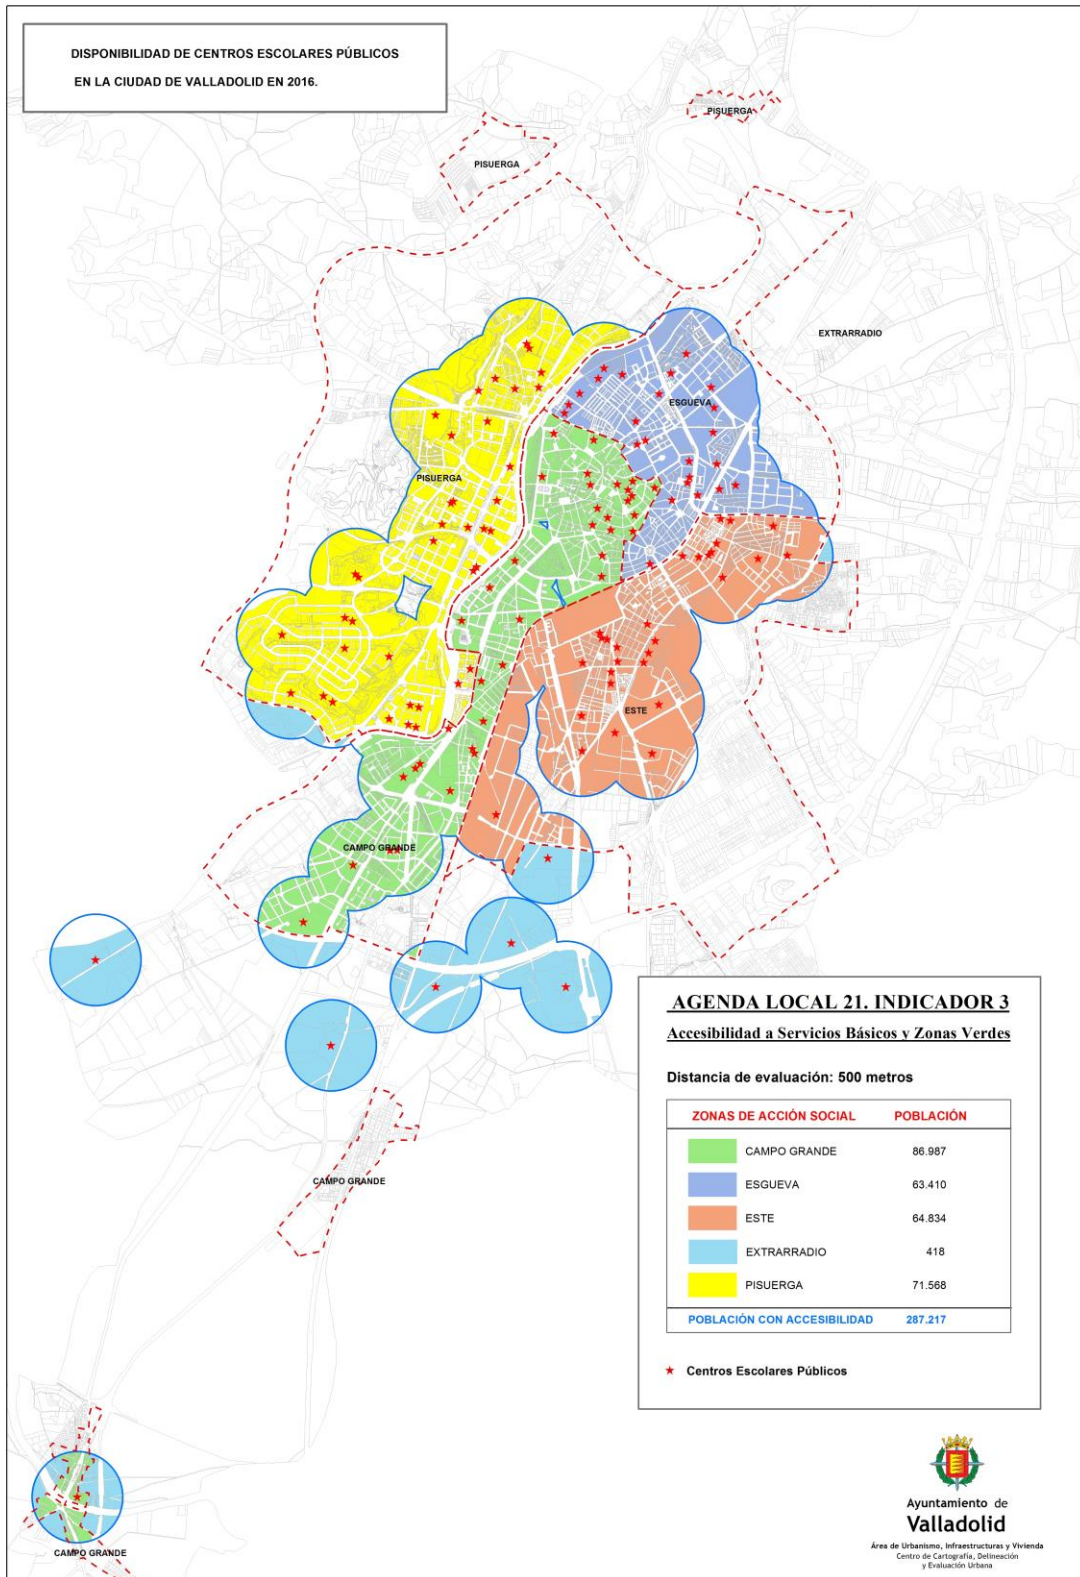 DISPONIBILIDAD DE CENTROS ESCOLARES PÚBLICOS
EN LA CIUDAD DE VALLADOLID EN 2016.
PISUERGA
PISUERGA
EXTRARRADIO
ESGUEVA
PISUERGA
ESTE
CAMPO GRANDE
CAMPO GRANDE
CAMPO GRANDE
AGENDA LOCAL 21. INDICADOR 3
Accesibilidad a Servicios Básicos y Zonas Verdes
Distancia de evaluación: 500 metros
ZONAS DE ACCIÓN SOCIAL POBLACIÓN
CAMPO GRANDE 86.987
ESGUEVA 63.410
ESTE 64.834
EXTRARRADIO 418
PISUERGA 71.568
POBLACIÓN CON ACCESIBILIDAD 287.217
Centros Escolares Públicos
Ayuntamiento de
Valladolid
Área de Urbanismo, Infraestructuras y Vivienda
Centro de Cartografía, Delineación
y Evaluación Urbana